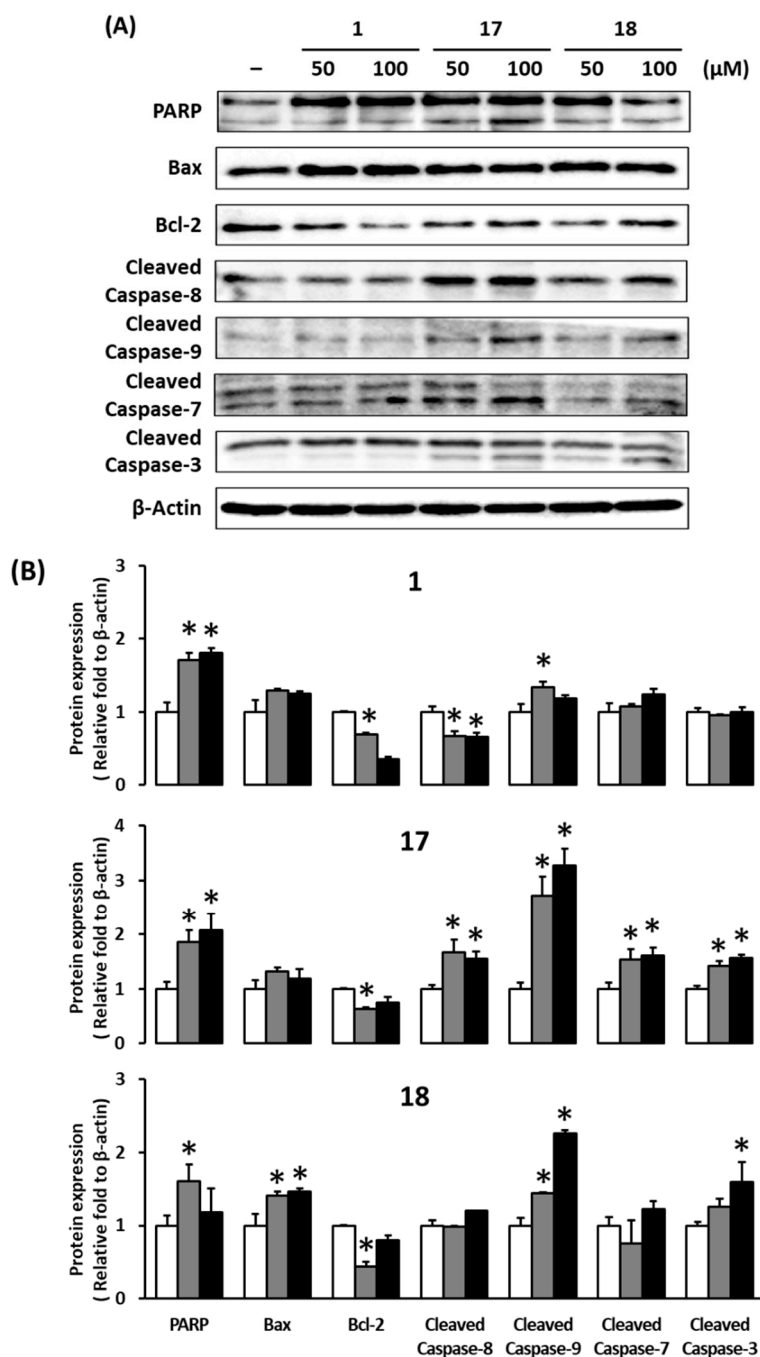 (A)
1 17 18
– 50 100 50 100 50 100 (μM)
PARP
Bax
Bcl-2
Cleaved
Caspase-8
Cleaved
Caspase-9
Cleaved
Caspase-7
Cleaved
Caspase-3
β-Actin
(B)
1
Protein expression
( Relative fold to β-actin)
3
2
1
0
* * * * * *
17
Protein expression
( Relative fold to β-actin)
4
3
2
1
0
* * * * * * * * * * *
18
Protein expression
( Relative fold to β-actin)
3
2
1
0
* * * * * * *
PARP Bax Bcl-2 Cleaved Cleaved Cleaved Cleaved
Caspase-8 Caspase-9 Caspase-7 Caspase-3